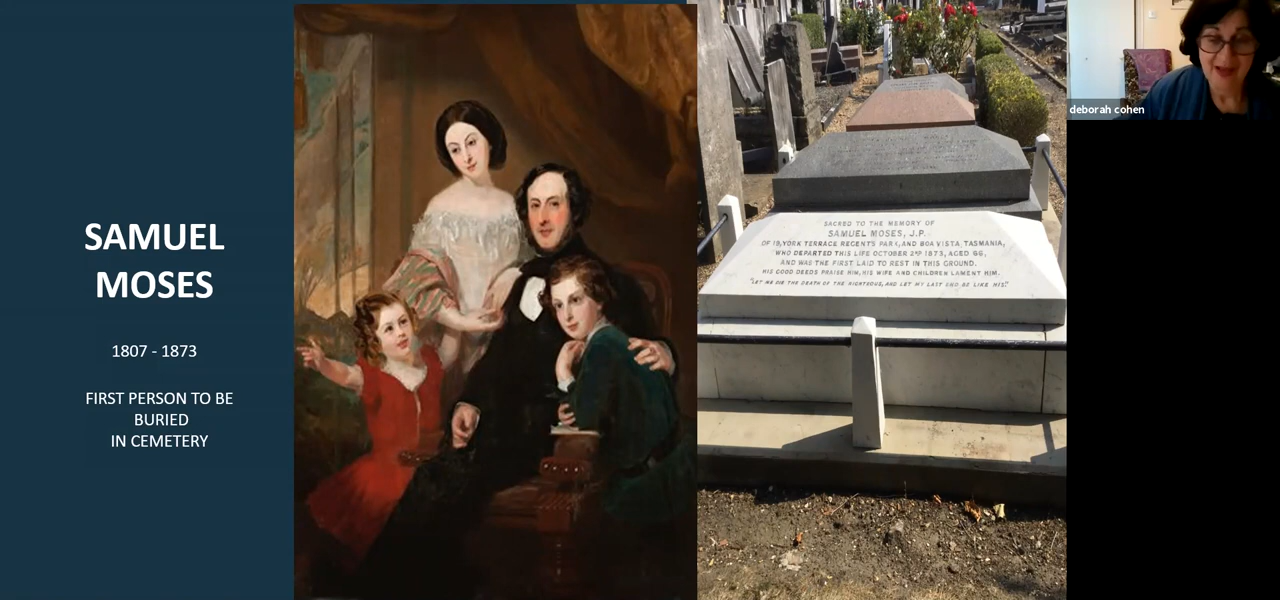 SAMUEL
MOSES
1807 - 1873
FIRST PERSON TO BE
BURIED
IN CEMETERY
SACRED TO THE MEMORY OF
SAMUEL MOSES, J.P.
OF 19, YORK TERRACE REGENT'S PARK, AND BOA VISTA, TASMANIA,
WHO DEPARTED THIS LIFE OCTOBER 2ND 1873, AGED 66,
AND WAS THE FIRST LAID TO REST IN THIS GROUND.
HIS GOOD DEEDS PRAISE HIM, HIS WIFE AND CHILDREN LAMENT HIM.
"LET ME DIE THE DEATH OF THE RIGHTEOUS, AND LET MY LAST END BE LIKE HIS."
deborah cohen